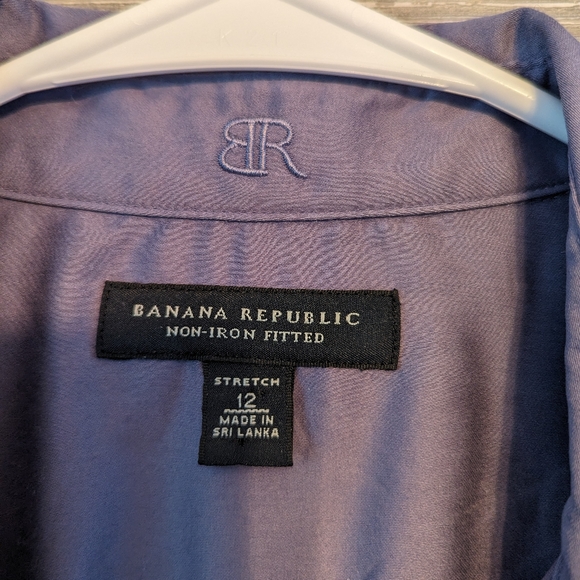 BR
BANANA REPUBLIC
NON-IRON FITTED
STRETCH
12
MADE IN
SRI LANKA